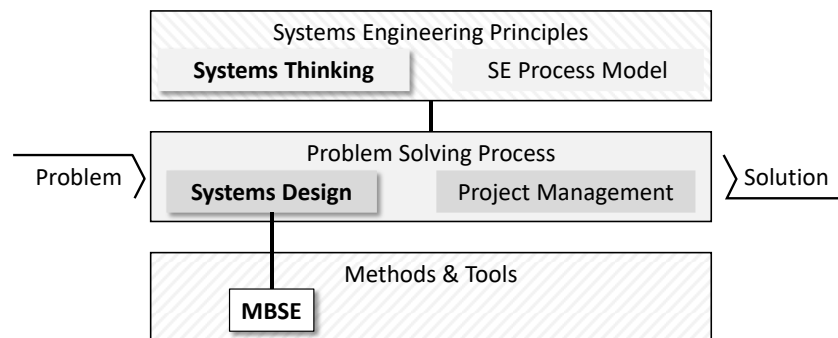 Systems Engineering Principles
Systems Thinking
SE Process Model
Problem Solving Process
Problem
Systems Design
Project Management
Solution
Methods & Tools
MBSE